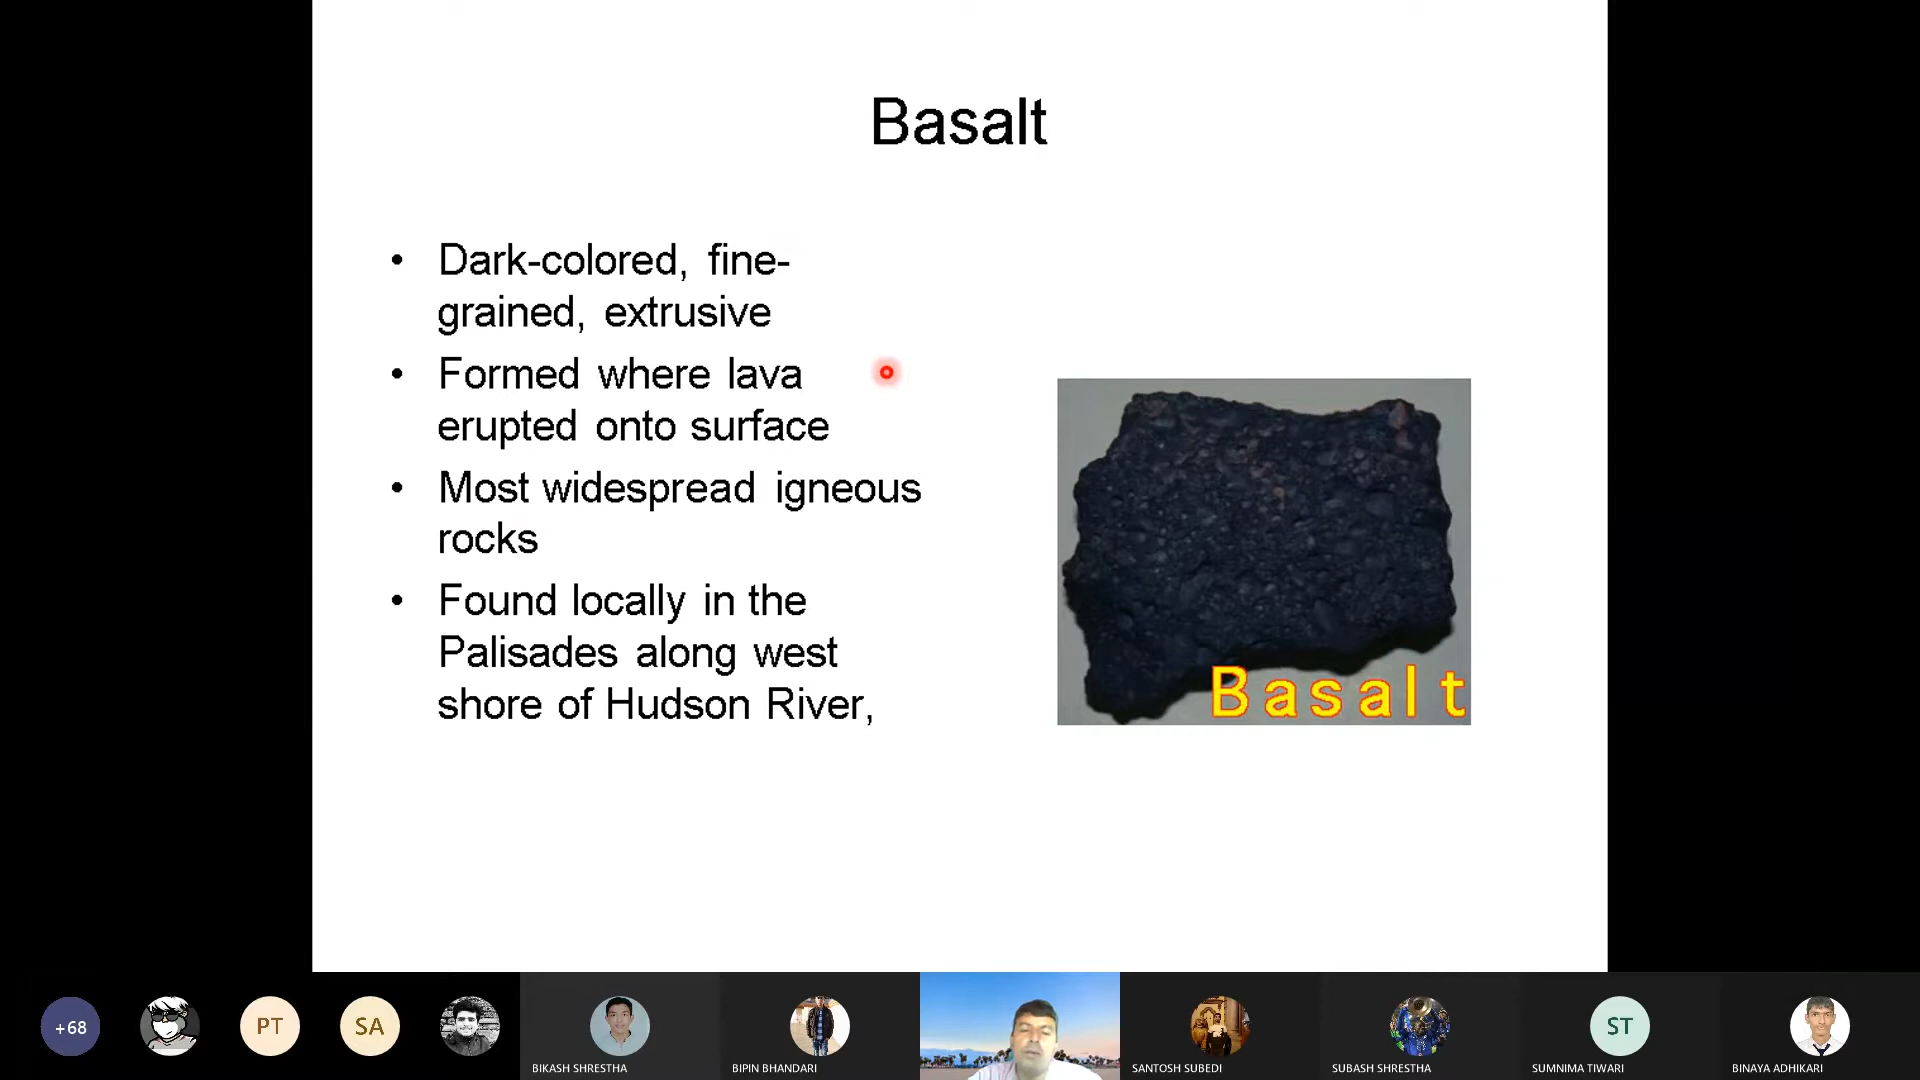 Basalt
• Dark-colored, fine-
grained, extrusive
• Formed where lava
erupted onto surface
• Most widespread igneous
rocks
• Found locally in the
Palisades along west
shore of Hudson River,
Basalt
+68
PT
SA
ST
BIKASH SHRESTHA
BIPIN BHANDARI
SANTOSH SUBEDI
SUBASH SHRESTHA
SUMNIMA TIWARI
BINAYA ADHIKARI